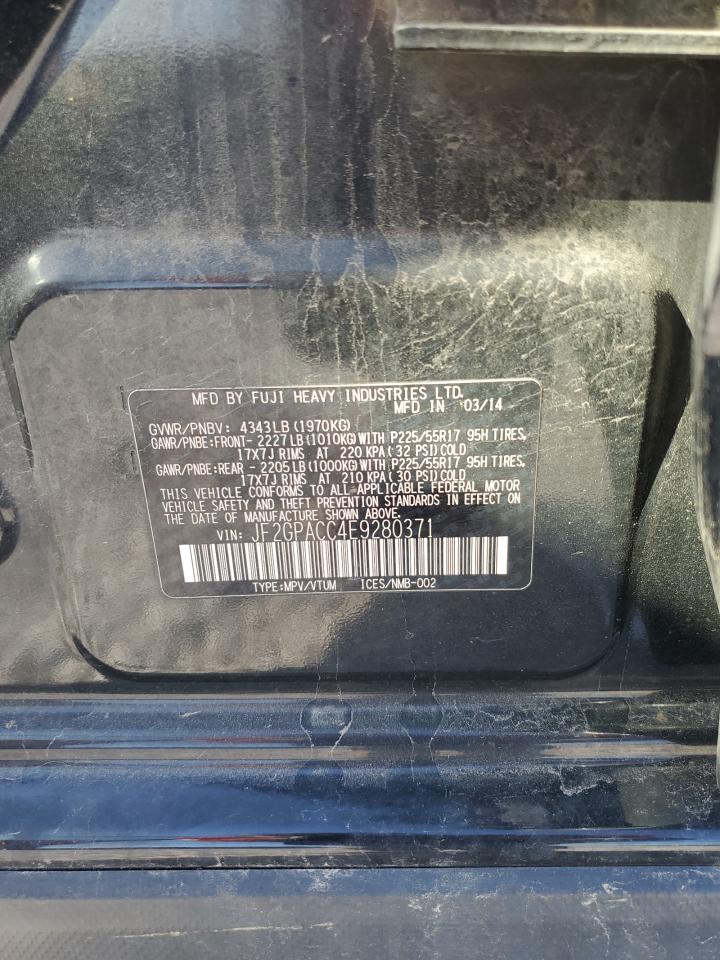 MFD BY FUJI HEAVY INDUSTRIES LTD.
MFD IN 03/14
GVWR/PNBV: 4343LB(1970KG)
GAWR/PNBE:FRONT- 2227LB(1010KG)WITH P225/55R17 95H TIRES,
17X7J RIMS AT 220 KPA(32 PSI)COLD
GAWR/PNBE:REAR - 2205LB(1000KG)WITH P225/55R17 95H TIRES,
17X7J RIMS AT 210 KPA(30 PSI)COLD
THIS VEHICLE CONFORMS TO ALL APPLICABLE FEDERAL MOTOR
VEHICLE SAFETY AND THEFT PREVENTION STANDARDS IN EFFECT ON
THE DATE OF MANUFACTURE SHOWN ABOVE.
VIN: JF2GPACC4E9280371
TYPE:MPV/VTUM ICES/NMB-002